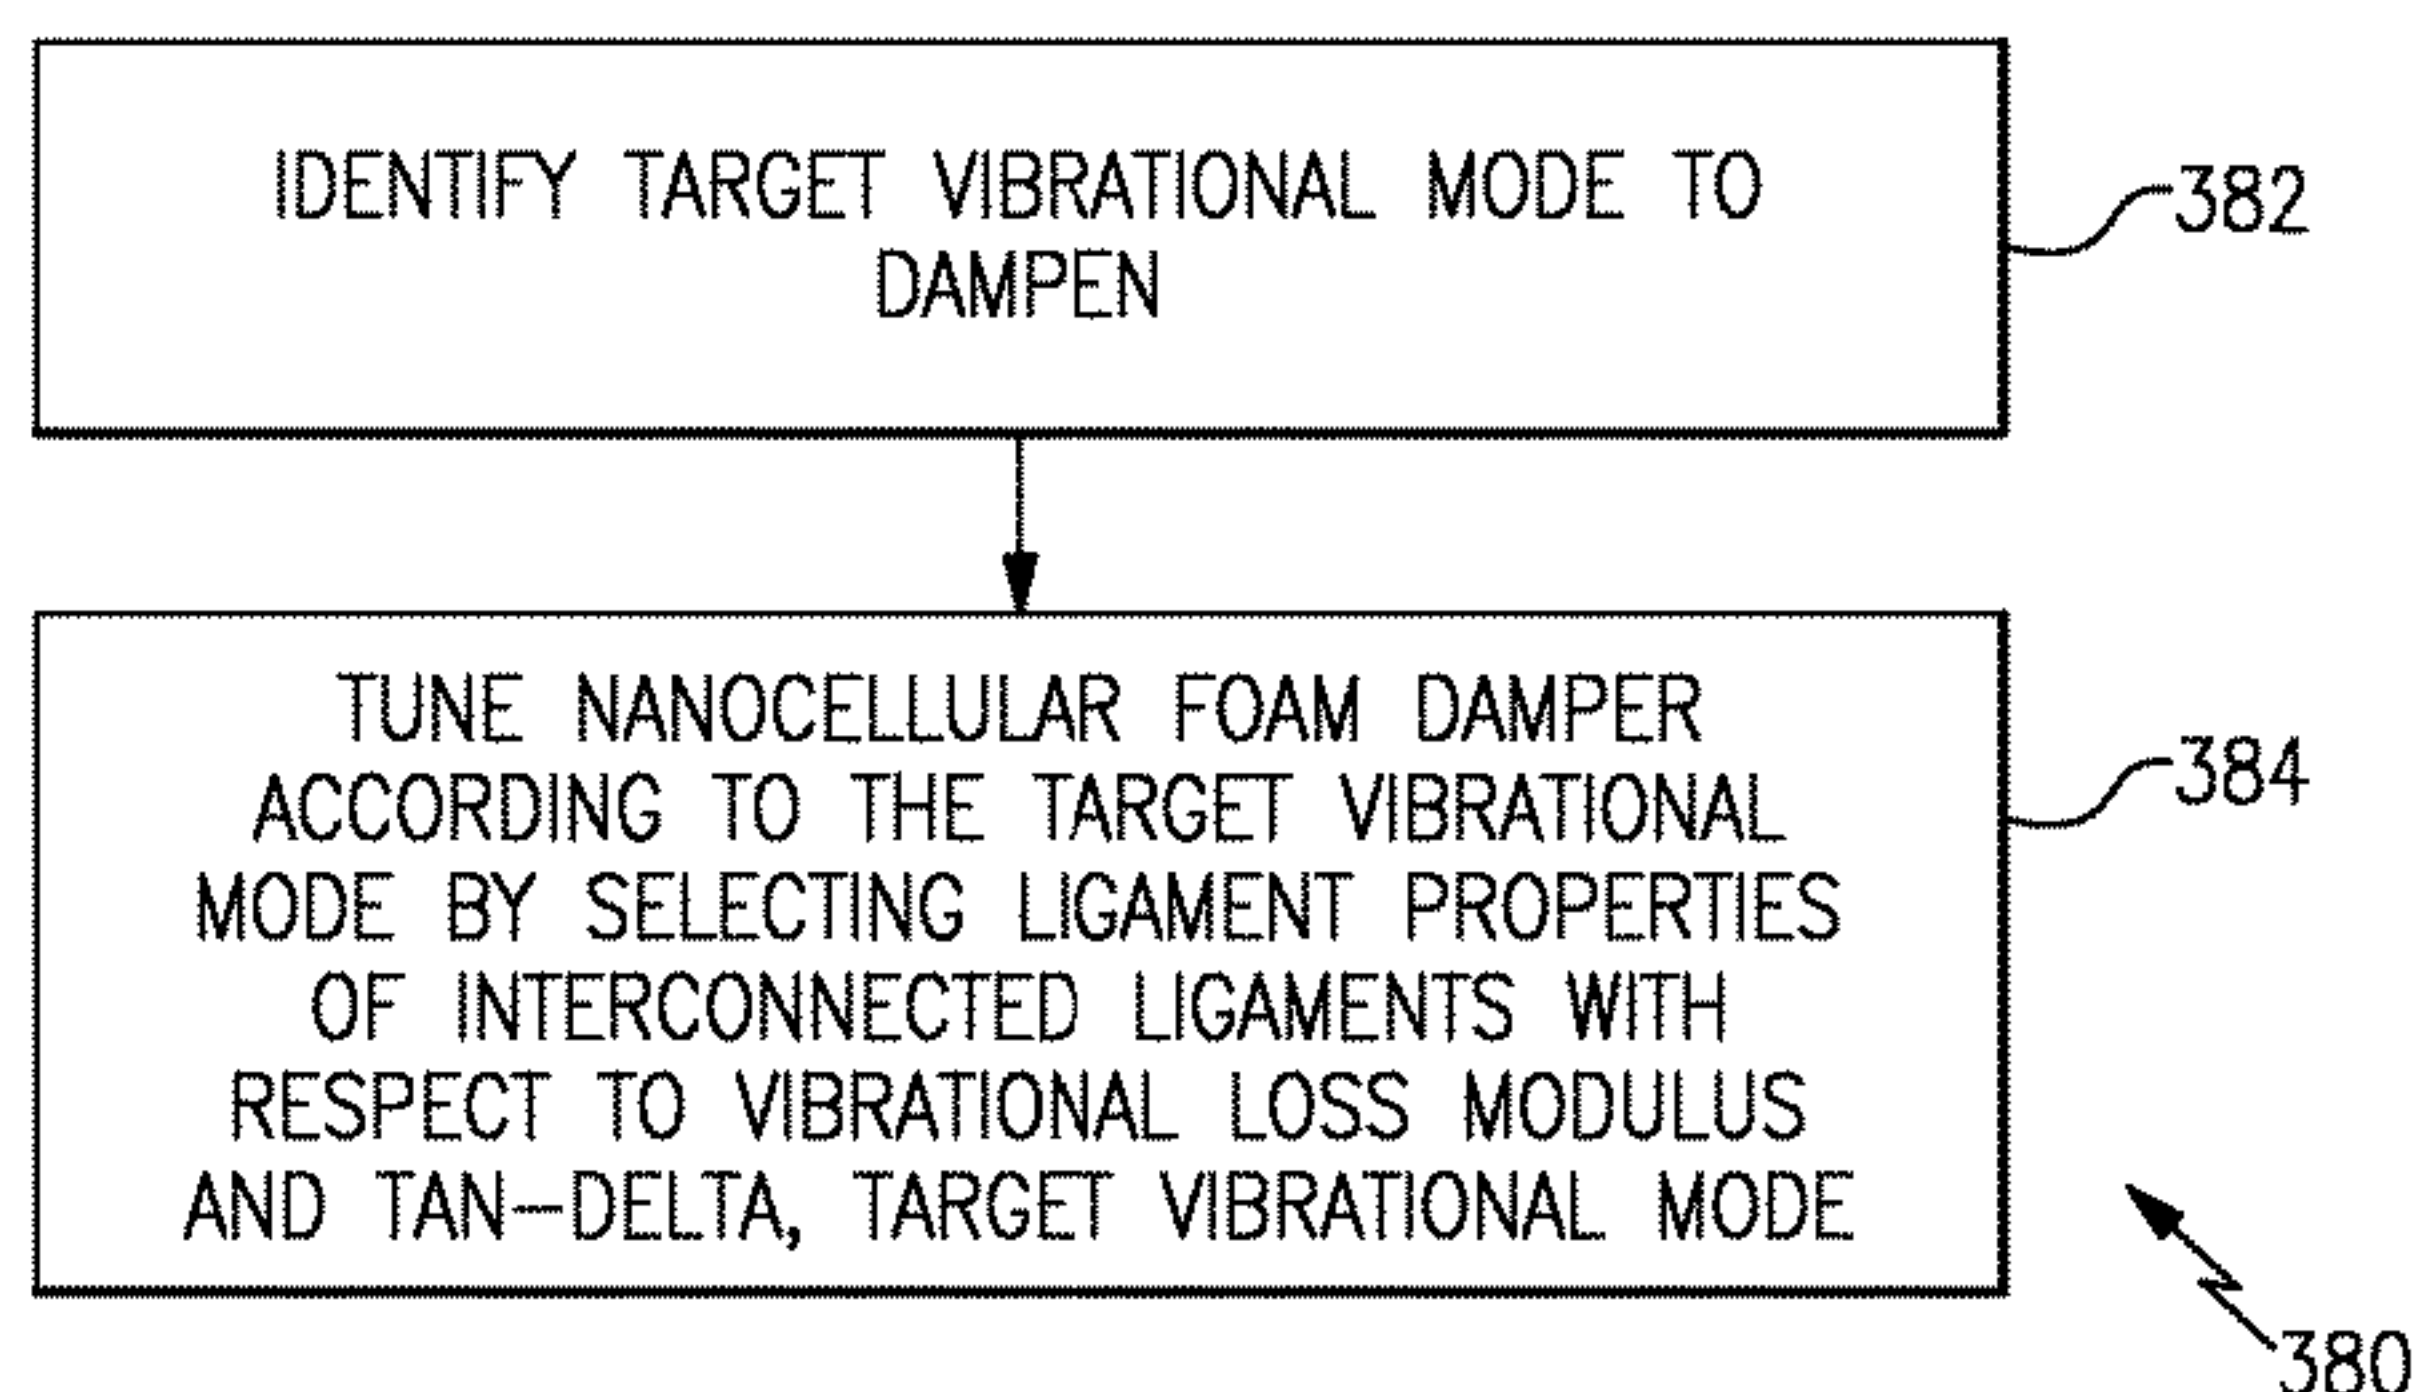 IDENTIFY TARGET VIBRATIONAL MODE TO
DAMPEN
382
TUNE NANOCELLULAR FOAM DAMPER
ACCORDING TO THE TARGET VIBRATIONAL
MODE BY SELECTING LIGAMENT PROPERTIES
OF INTERCONNECTED LIGAMENTS WITH
RESPECT TO VIBRATIONAL LOSS MODULUS
AND TAN-DELTA, TARGET VIBRATIONAL MODE
384
380